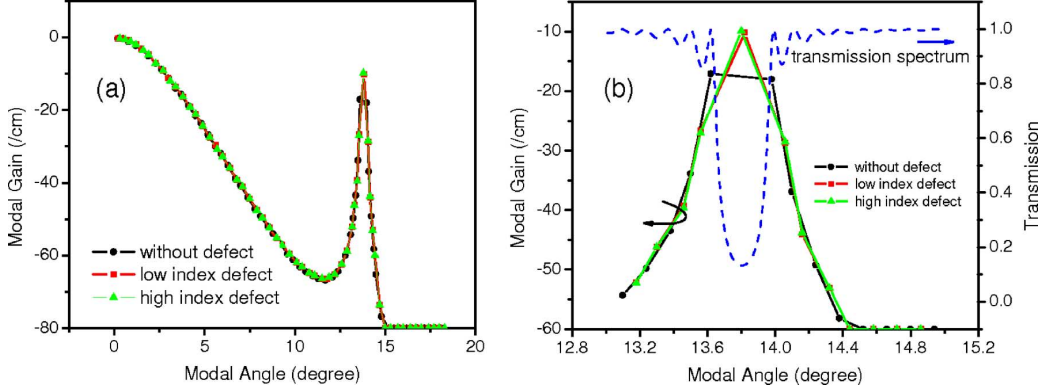 (a)
0
-20
-40
-60
-80
Modal Gain (/cm)
without defect
low index defect
high index defect
0 5 10 15 20
Modal Angle (degree)
(b)
-10
-20
-30
-40
-50
-60
Modal Gain (/cm)
transmission spectrum
without defect
low index defect
high index defect
1.0
0.8
0.6
0.4
0.2
0.0
Transmission
12.8 13.2 13.6 14.0 14.4 14.8 15.2
Modal Angle (degree)